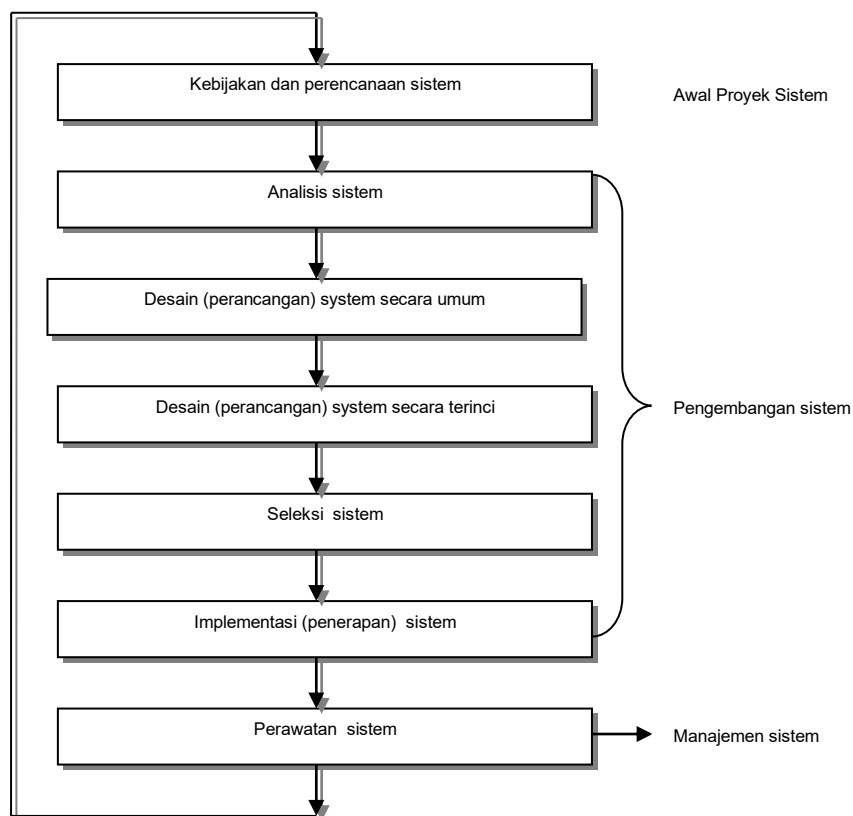 Kebijakan dan perencanaan sistem
Awal Proyek Sistem
Analisis sistem
Desain (perancangan) system secara umum
Desain (perancangan) system secara terinci
Pengembangan sistem
Seleksi sistem
Implementasi (penerapan) sistem
Perawatan sistem
Manajemen sistem